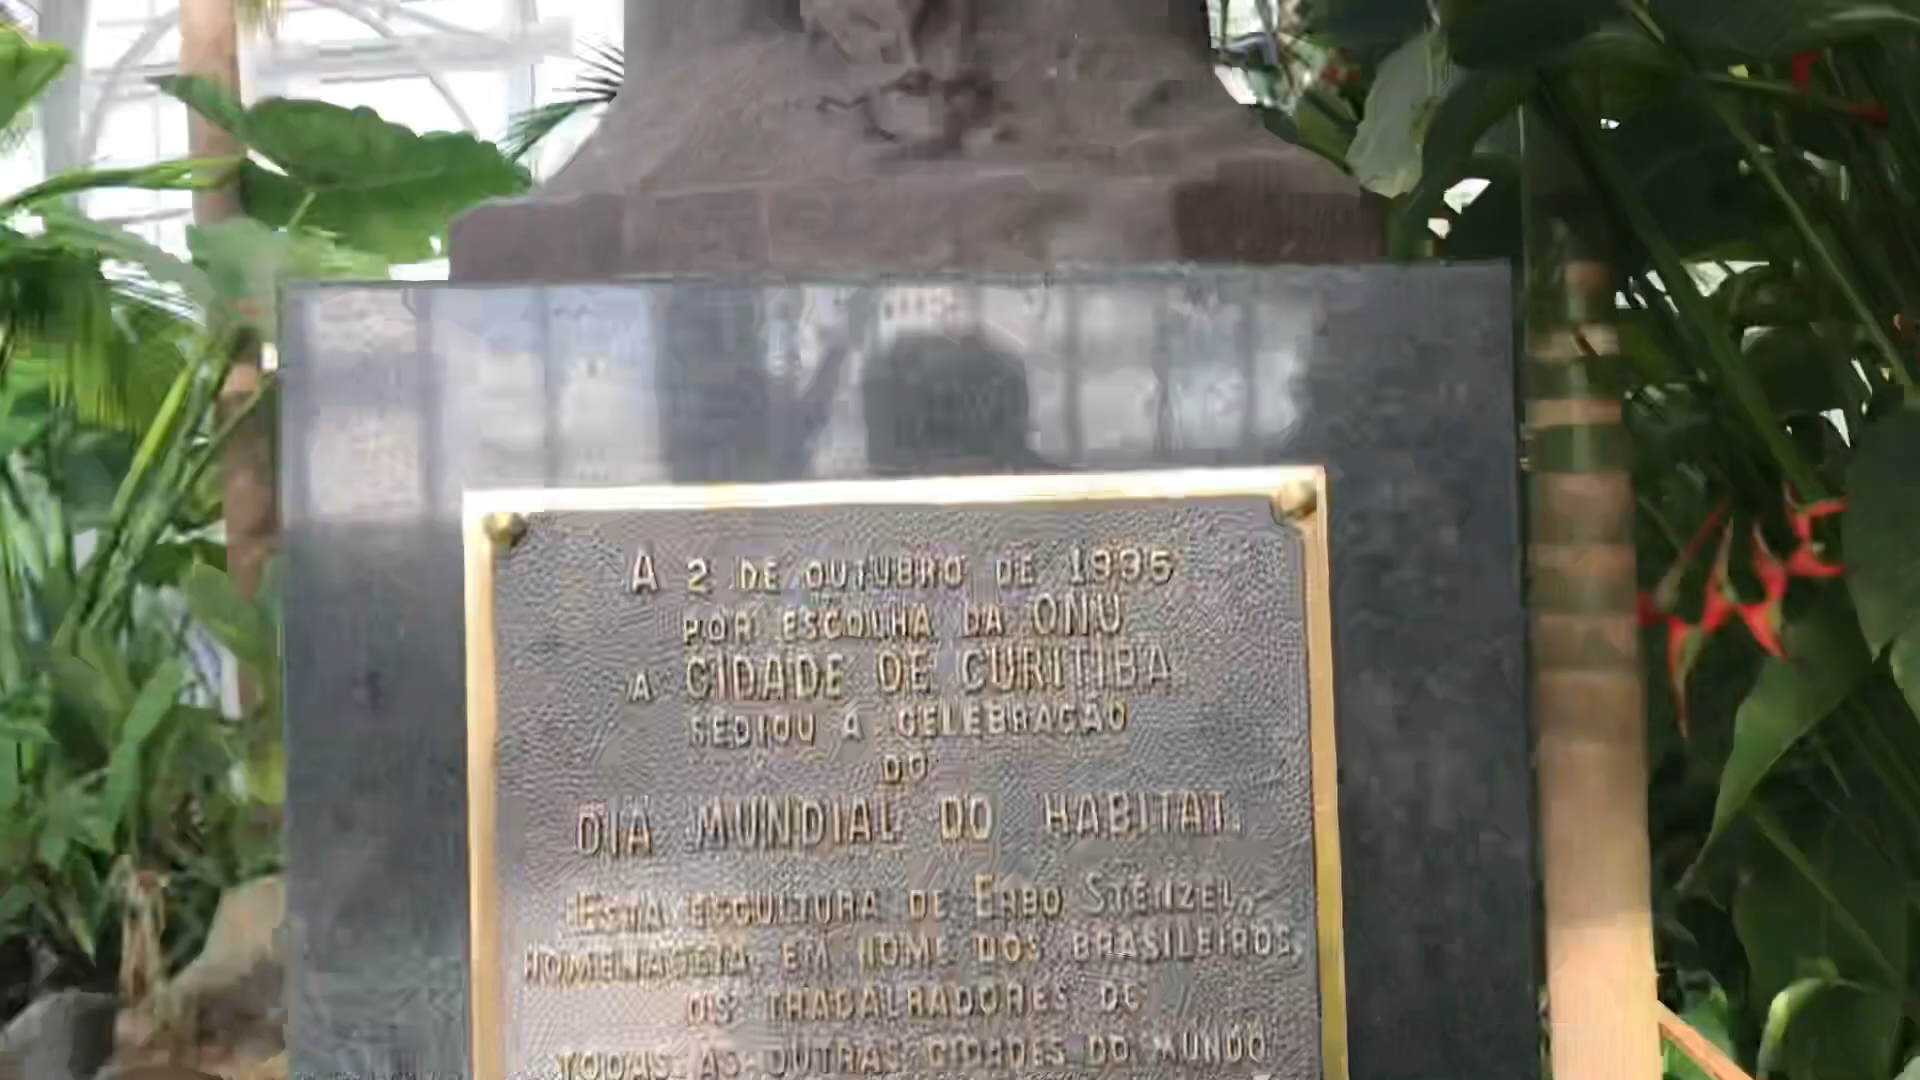 A 2 DE OUTUBRO DE 1995
POR ESCOLHA DA ONU
A CIDADE DE CURITIBA
SEDIOU A CELEBRAÇÃO
DO
DIA MUNDIAL DO HABITAT.
ESTA ESCULTURA DE ERBO STENZEL,
HOMENAGEIA, EM NOME DOS BRASILEIROS,
OS TRABALHADORES DE
TODAS AS OUTRAS CIDADES DO MUNDO